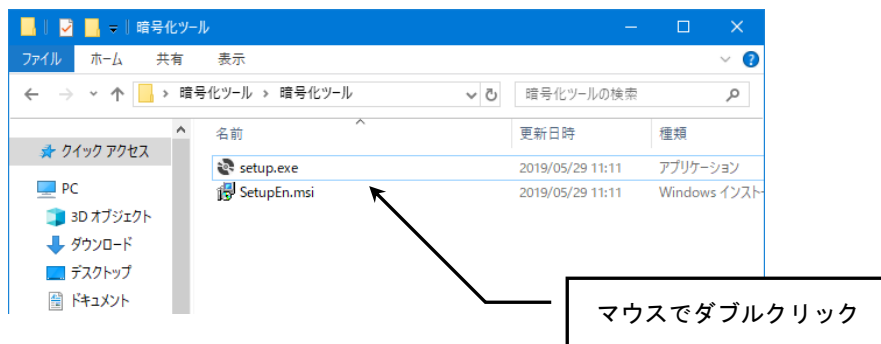 暗号化ツール
ファイル ホーム 共有 表示
暗号化ツール › 暗号化ツール 暗号化ツールの検索
名前 更新日時 種類
クイック アクセス
setup.exe 2019/05/29 11:11 アプリケーション
PC
SetupEn.msi 2019/05/29 11:11 Windows インスト
3D オブジェクト
ダウンロード
デスクトップ
ドキュメント
マウスでダブルクリック